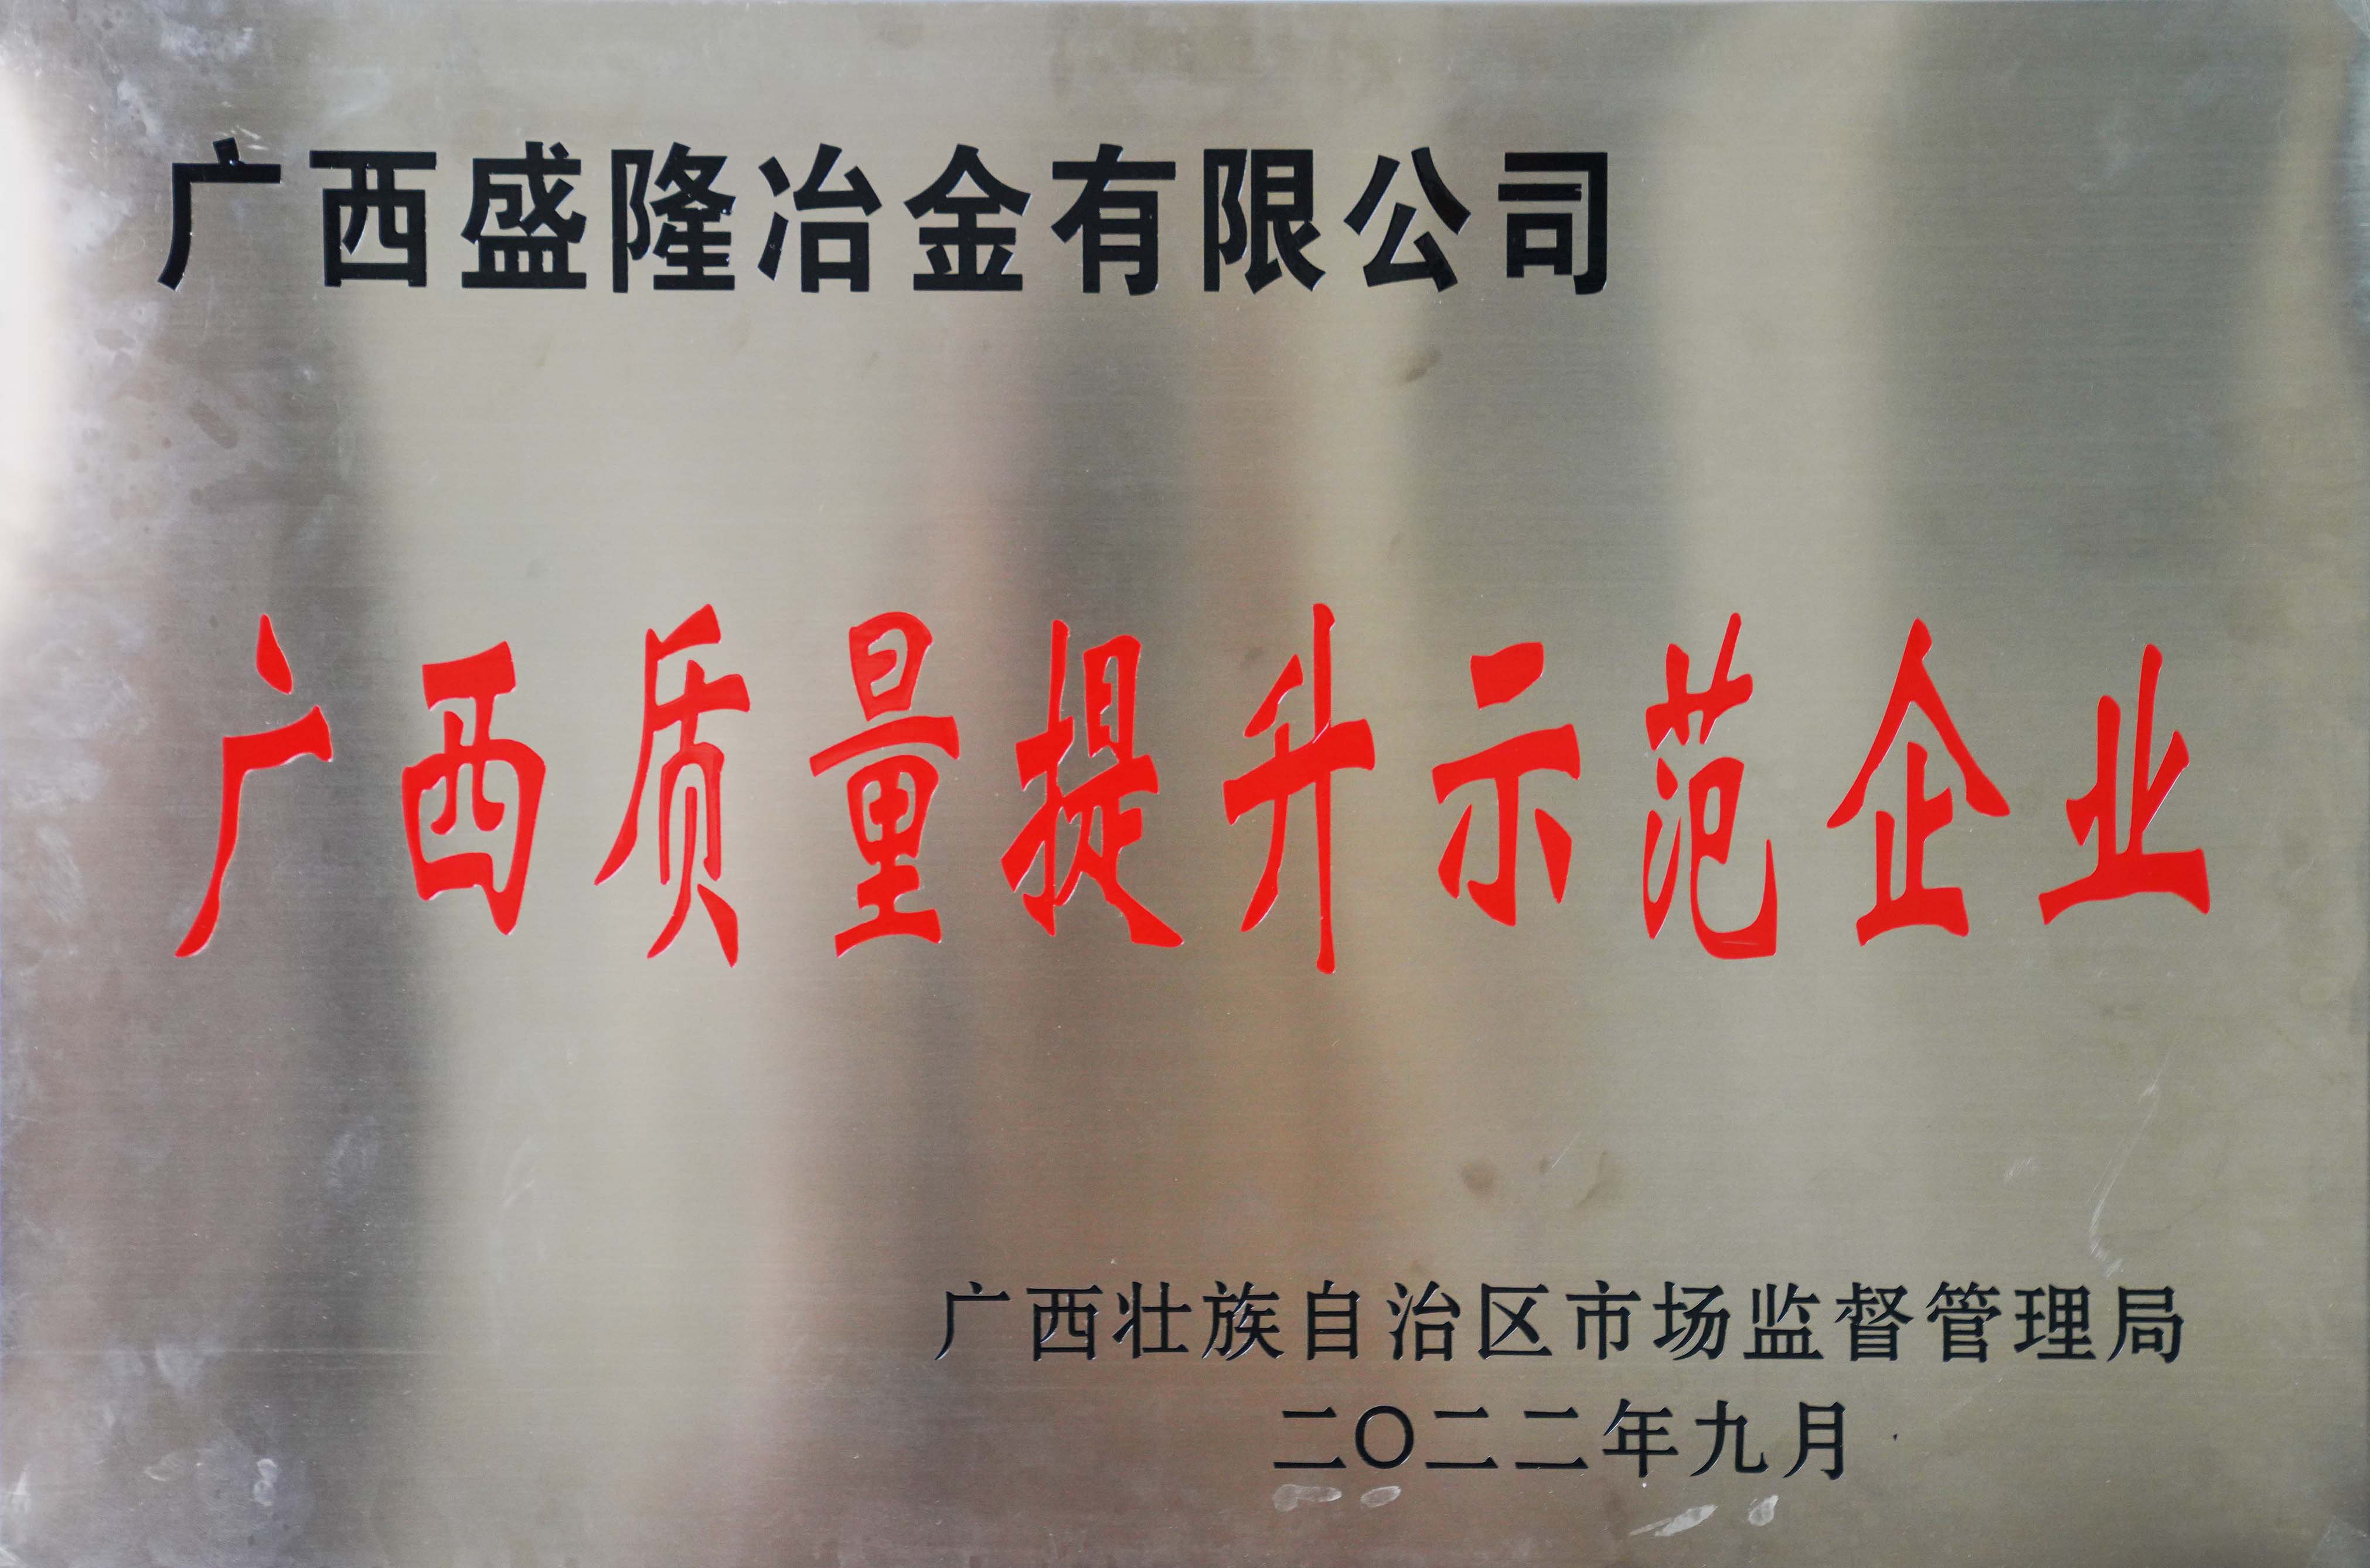 广西盛隆冶金有限公司
广西质量提升示范企业
广西壮族自治区市场监督管理局
二〇二二年九月